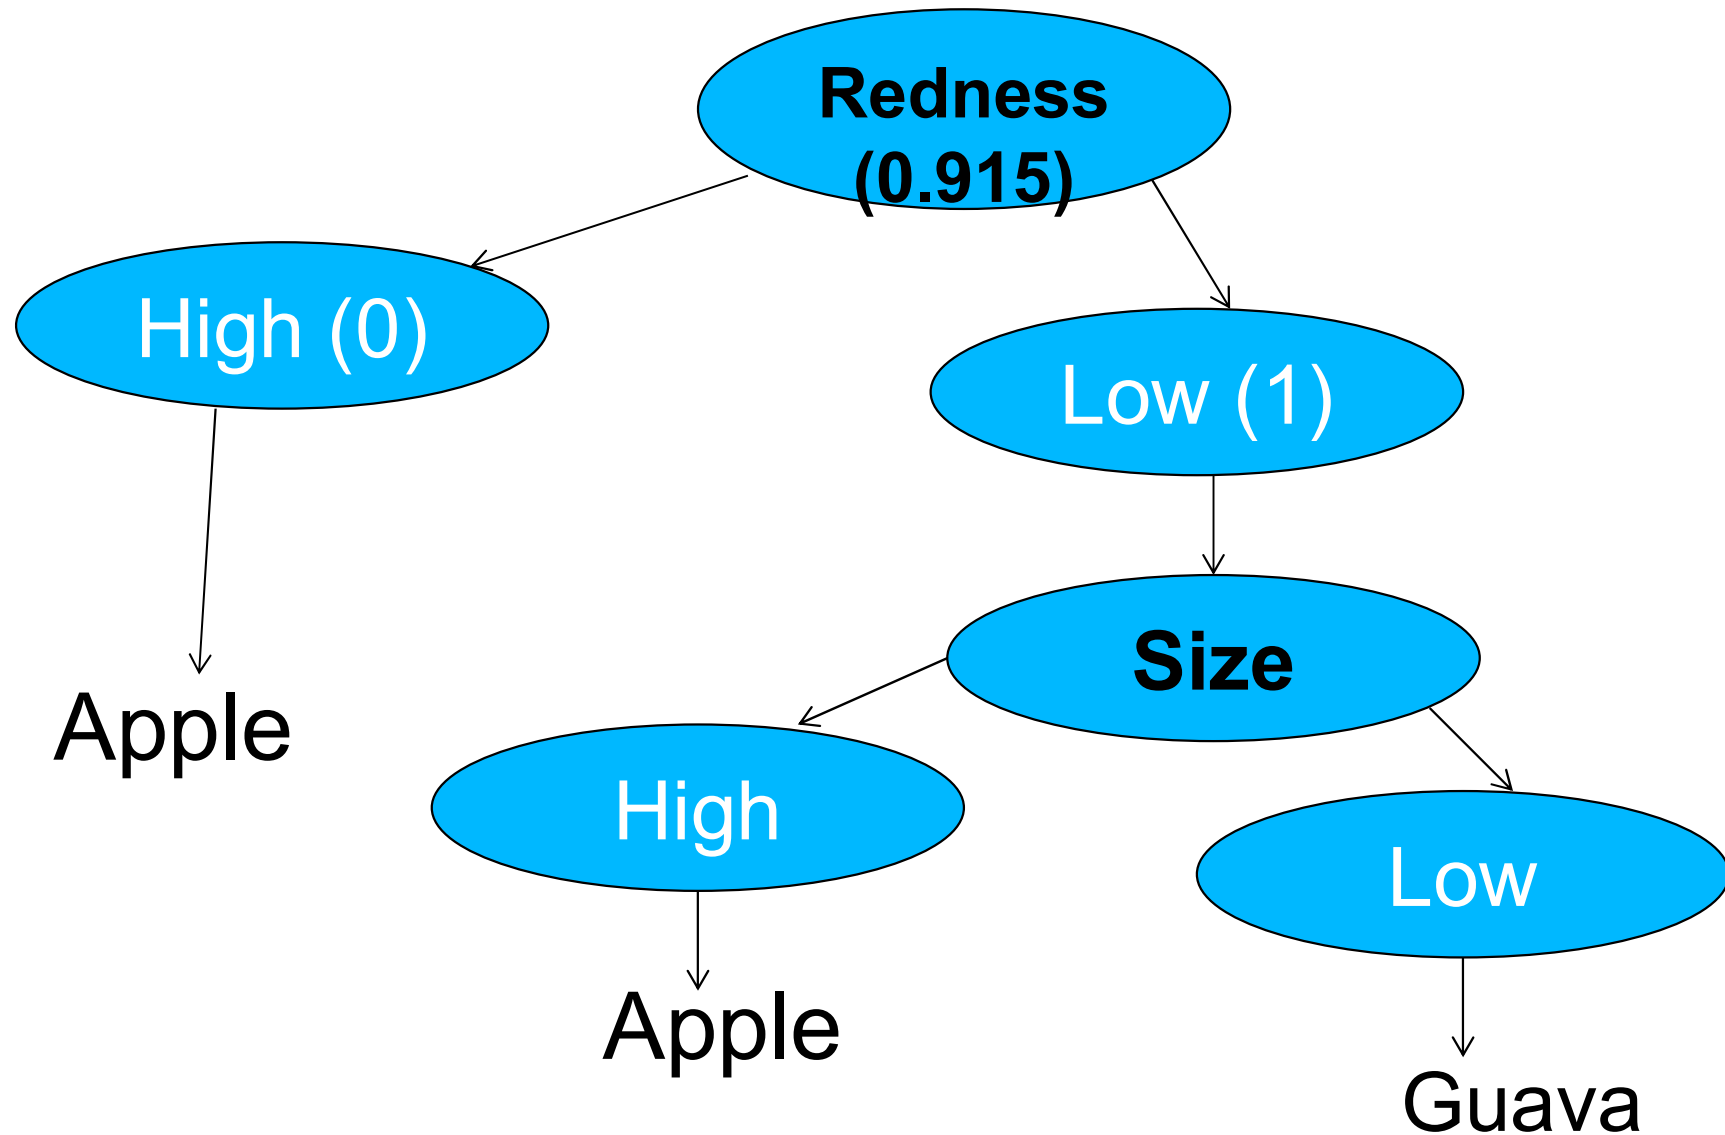 Redness
(0.915)
High (0)
Low (1)
Size
Apple
High
Low
Apple
Guava